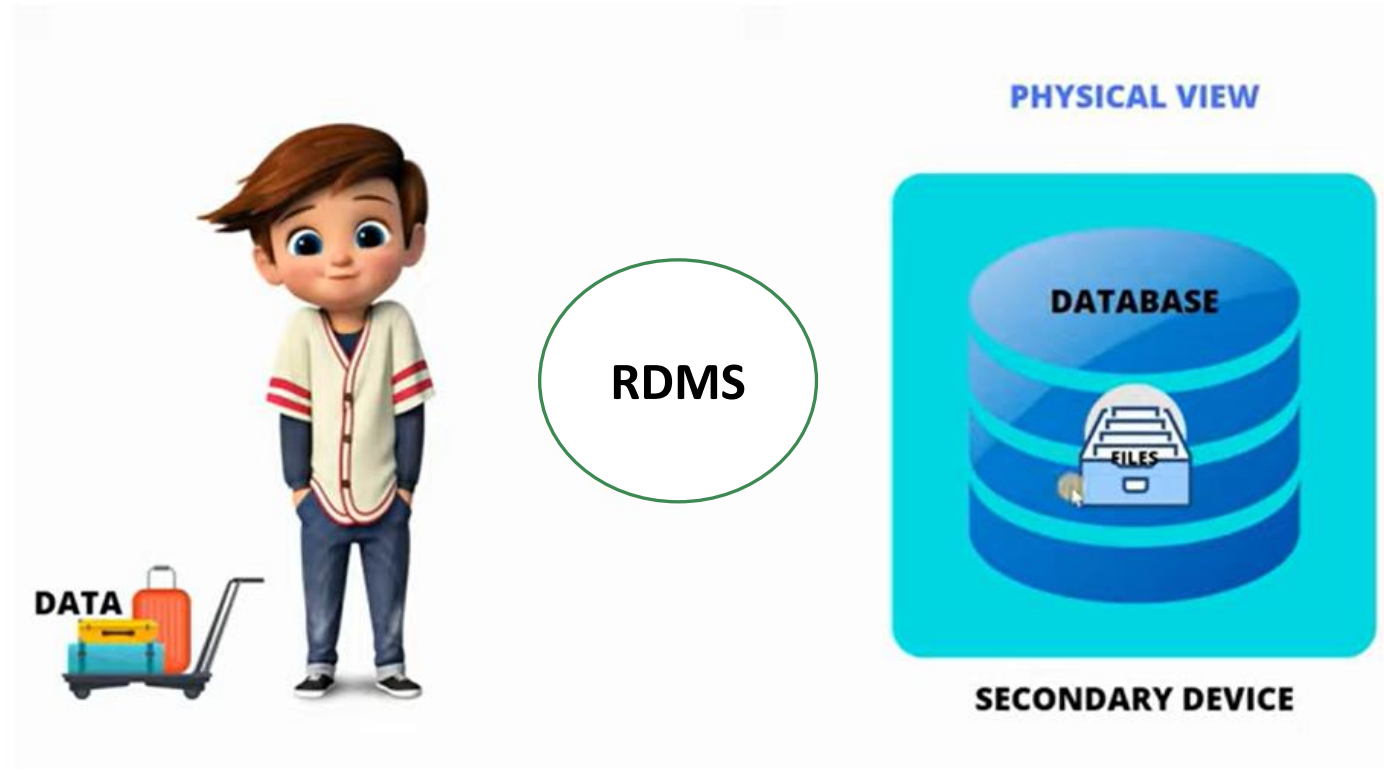 PHYSICAL VIEW
DATABASE
RDMS
FILES
DATA
SECONDARY DEVICE